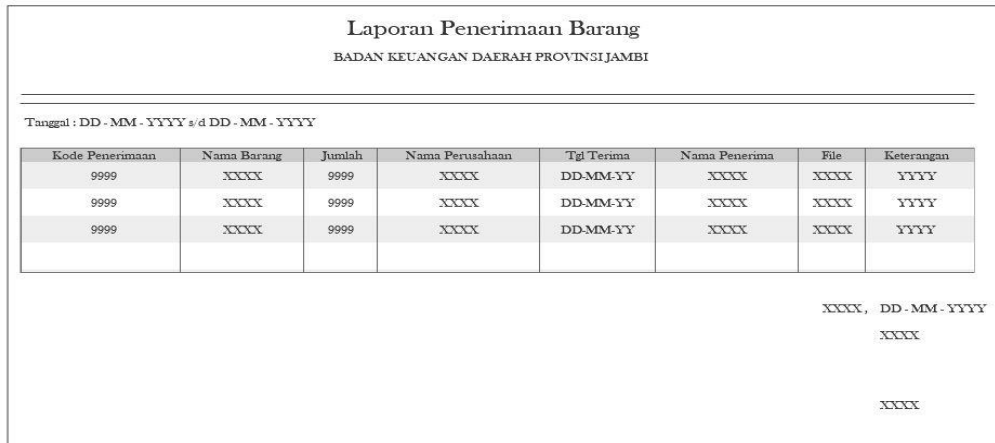 Laporan Penerimaan Barang
BADAN KEUANGAN DAERAH PROVINSI JAMBI
Tanggal : DD - MM - YYYY s/d DD - MM - YYYY
Kode Penerimaan Nama Barang Jumlah Nama Perusahaan Tgl Terima Nama Penerima File Keterangan
9999 XXXX 9999 XXXX DD-MM-YY XXXX XXXX YYYY
9999 XXXX 9999 XXXX DD-MM-YY XXXX XXXX YYYY
9999 XXXX 9999 XXXX DD-MM-YY XXXX XXXX YYYY
XXXX , DD - MM - YYYY
XXXX
XXXX